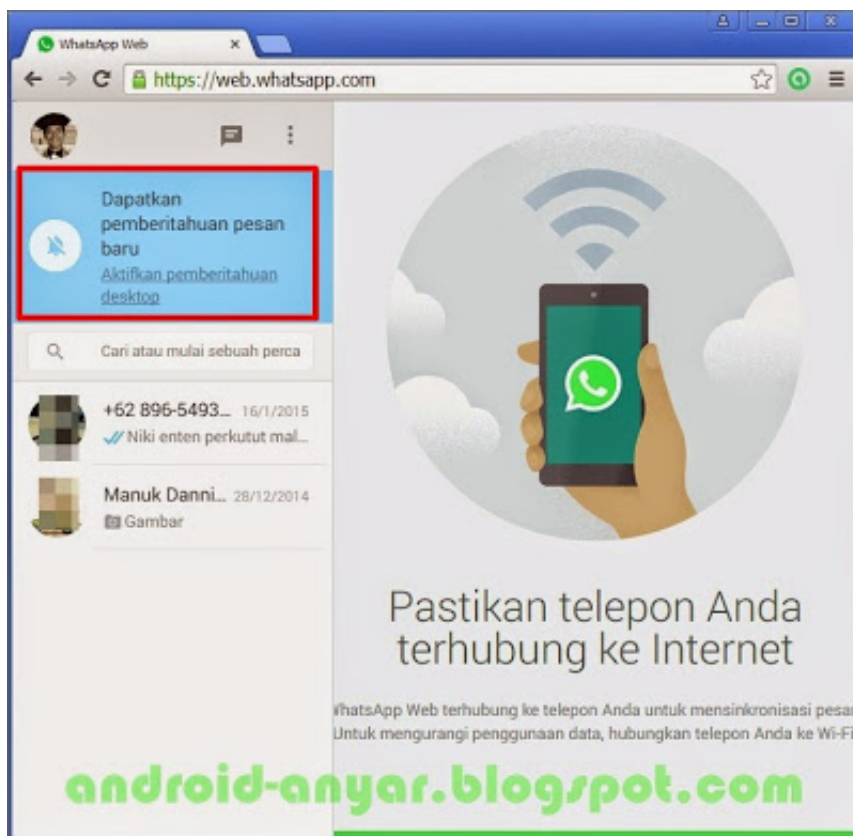 WhatsApp Web
https://web.whatsapp.com
Dapatkan
pemberitahuan pesan
baru
Aktifkan pemberitahuan
desktop
Cari atau mulai sebuah perca
+62 896-5493... 16/1/2015
Niki enten perkutut mal...
Manuk Danni... 28/12/2014
Gambar
Pastikan telepon Anda
terhubung ke Internet
WhatsApp Web terhubung ke telepon Anda untuk mensinkronisasi pesan
Untuk mengurangi penggunaan data, hubungkan telepon Anda ke Wi-Fi
android-anyar.blogspot.com